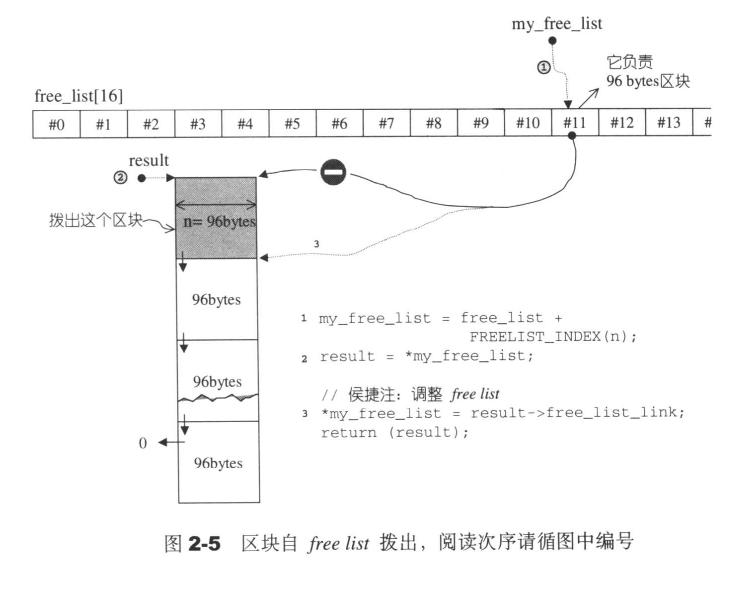 my_free_list
①
它负责
96 bytes区块
free_list[16]
#0 #1 #2 #3 #4 #5 #6 #7 #8 #9 #10 #11 #12 #13 #
② result
拨出这个区块
n= 96bytes
3
96bytes
96bytes
0
96bytes
1 my_free_list = free_list +
FREELIST_INDEX(n);
2 result = *my_free_list;
// 侯捷注：调整 free list
3 *my_free_list = result->free_list_link;
return (result);
图 2-5 区块自 free list 拨出，阅读次序请循图中编号